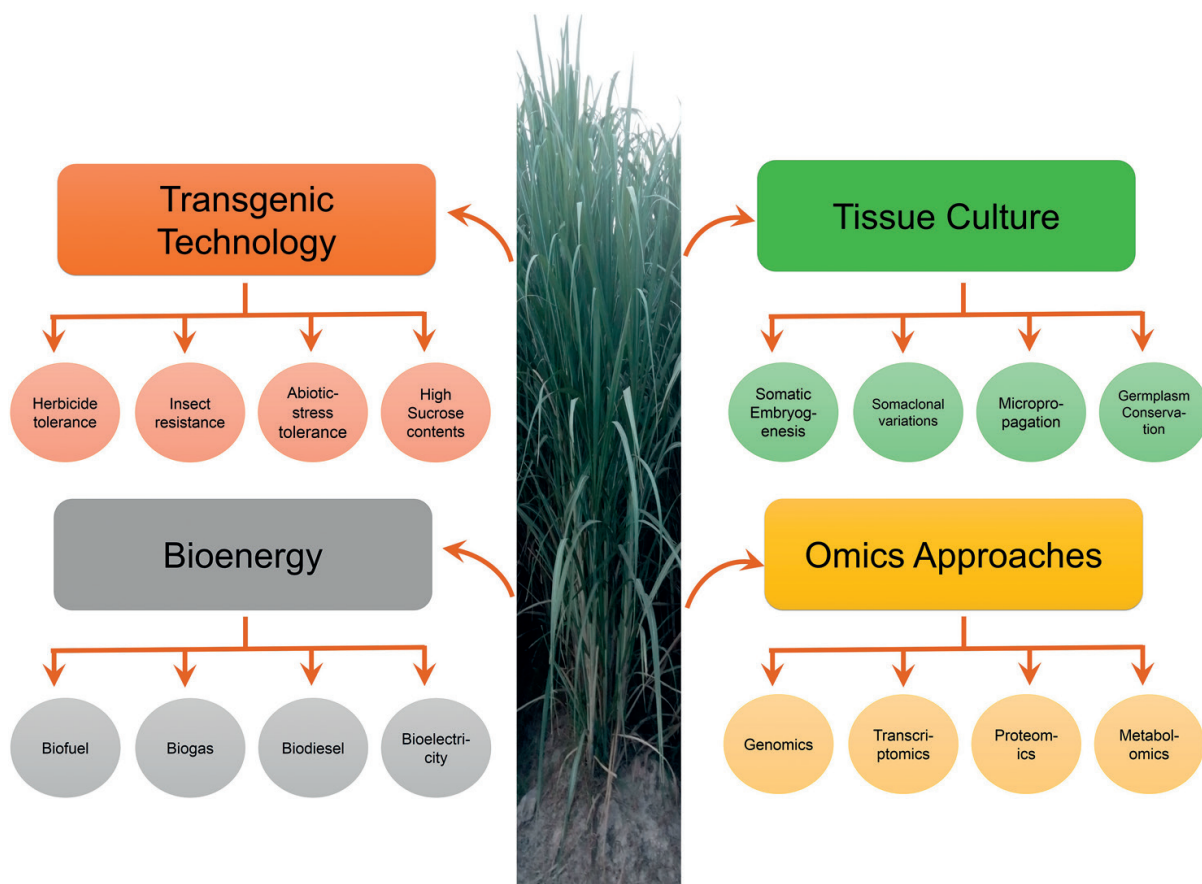 Transgenic
Technology
Herbicide
tolerance
Insect
resistance
Abiotic-
stress
tolerance
High
Sucrose
contents
Tissue Culture
Somatic
Embryog-
enesis
Somaclonal
variations
Micropro-
pagation
Germplasm
Conserva-
tion
Bioenergy
Biofuel
Biogas
Biodiesel
Bioelectri-
city
Omics Approaches
Genomics
Transcri-
ptomics
Proteom-
ics
Metabol-
omics